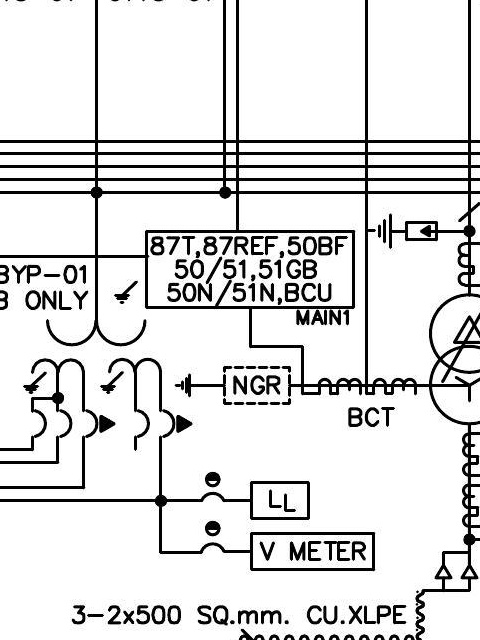 87T,87REF,50BF
50/51,51GB
50N/51N,BCU
MAIN1
BYP-01
ONLY
NGR
BCT
LL
V METER
3-2x500 SQ.mm. CU.XLPE